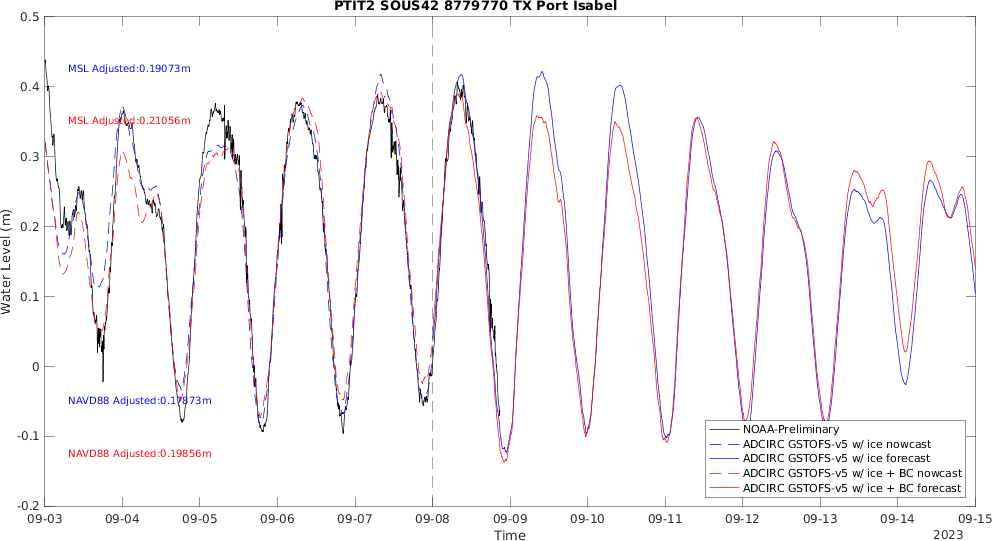 PTIT2 SOUS42 8779770 TX Port Isabel
0.5
0.4
0.3
0.2
0.1
0
-0.1
-0.2
Water Level (m)
MSL Adjusted:0.19073m
MSL Adjusted:0.21056m
NAVD88 Adjusted:0.17873m
NAVD88 Adjusted:0.19856m
NOAA-Preliminary
ADCIRC GSTOFS-v5 w/ ice nowcast
ADCIRC GSTOFS-v5 w/ ice forecast
ADCIRC GSTOFS-v5 w/ ice + BC nowcast
ADCIRC GSTOFS-v5 w/ ice + BC forecast
09-03 09-04 09-05 09-06 09-07 09-08 09-09 09-10 09-11 09-12 09-13 09-14 09-15
Time
2023